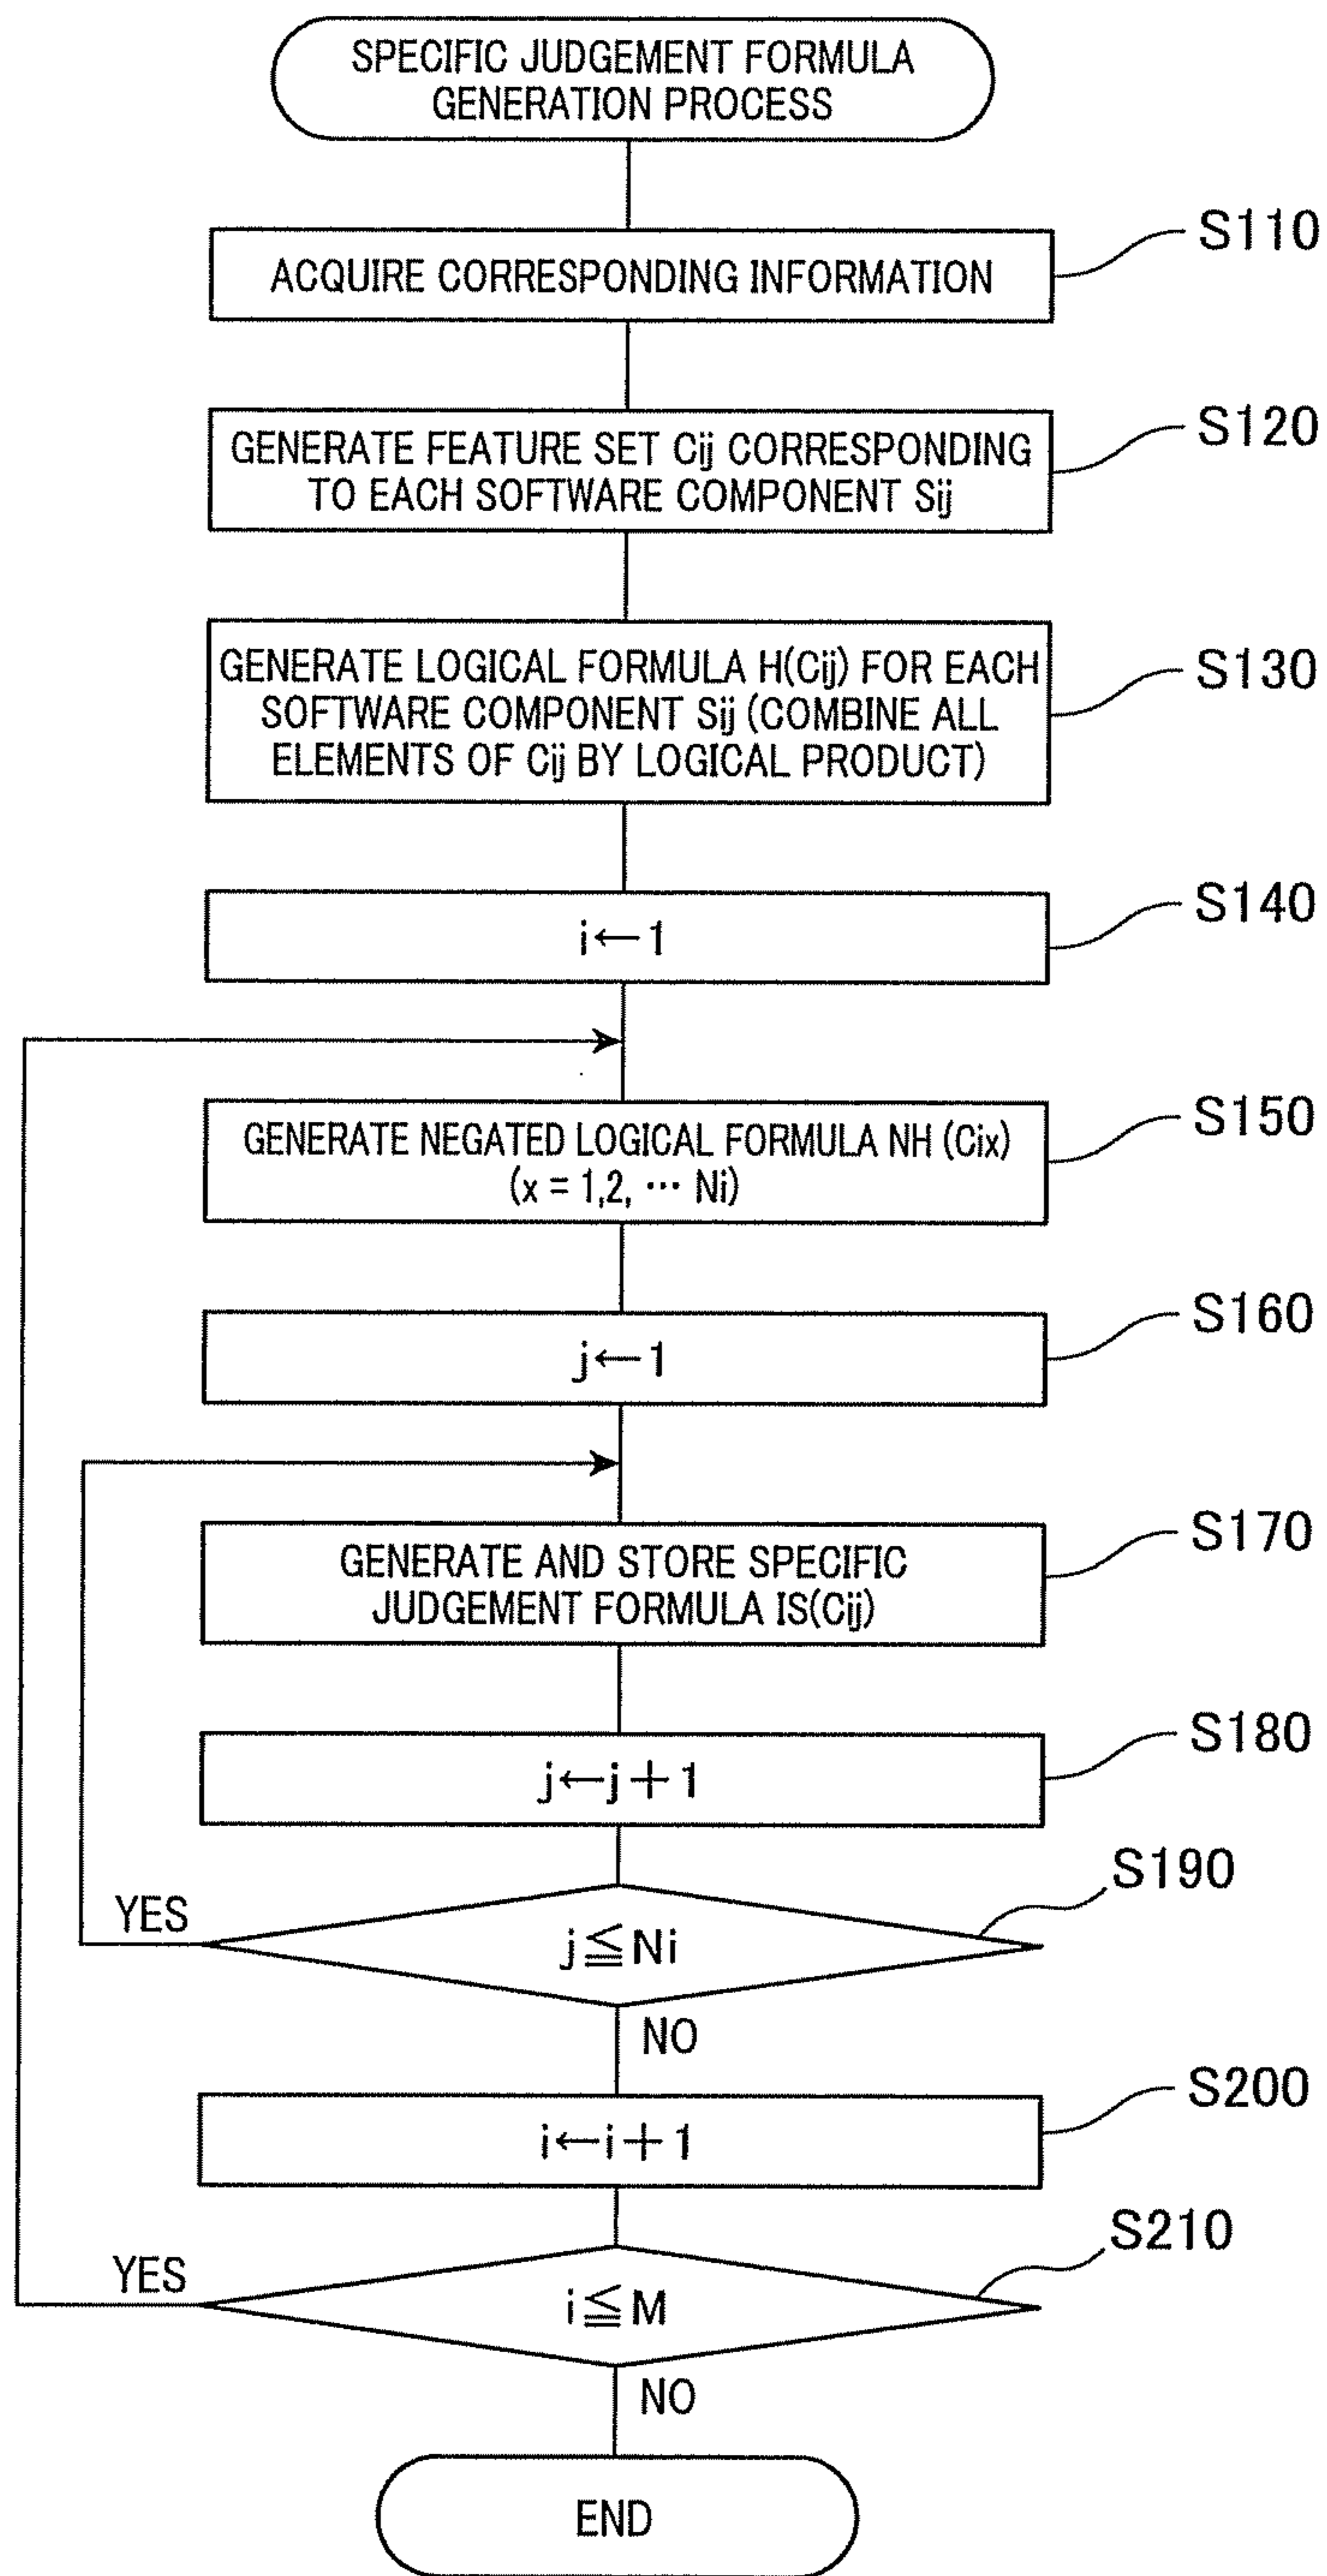 SPECIFIC JUDGEMENT FORMULA
GENERATION PROCESS
S110
ACQUIRE CORRESPONDING INFORMATION
S120
GENERATE FEATURE SET Cij CORRESPONDING
TO EACH SOFTWARE COMPONENT Sij
S130
GENERATE LOGICAL FORMULA H(Cij) FOR EACH
SOFTWARE COMPONENT Sij (COMBINE ALL
ELEMENTS OF Cij BY LOGICAL PRODUCT)
S140
i←1
S150
GENERATE NEGATED LOGICAL FORMULA NH (Cix)
(x = 1,2, ⋯ Ni)
S160
j←1
S170
GENERATE AND STORE SPECIFIC
JUDGEMENT FORMULA IS(Cij)
S180
j←j+1
S190
YES
j≦Ni
NO
S200
i←i+1
S210
YES
i≦M
NO
END